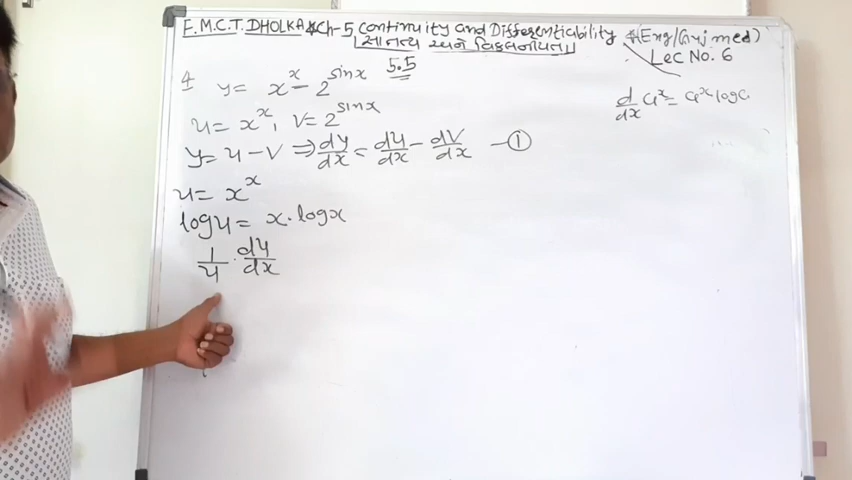 F.M.C.T. DHOLKA Ch-5 Continuity and Differentiability (Eng/Guj med)
સાતત્ય અને વિકલનીયતા
Lec No. 6
5.5
4 y = x^x - 2^sinx
d/dx a^x = a^x log a
u = x^x, v = 2^sinx
y = u - v ⇒ dy/dx = du/dx - dv/dx —①
u = x^x
log u = x · log x
1/u · du/dx